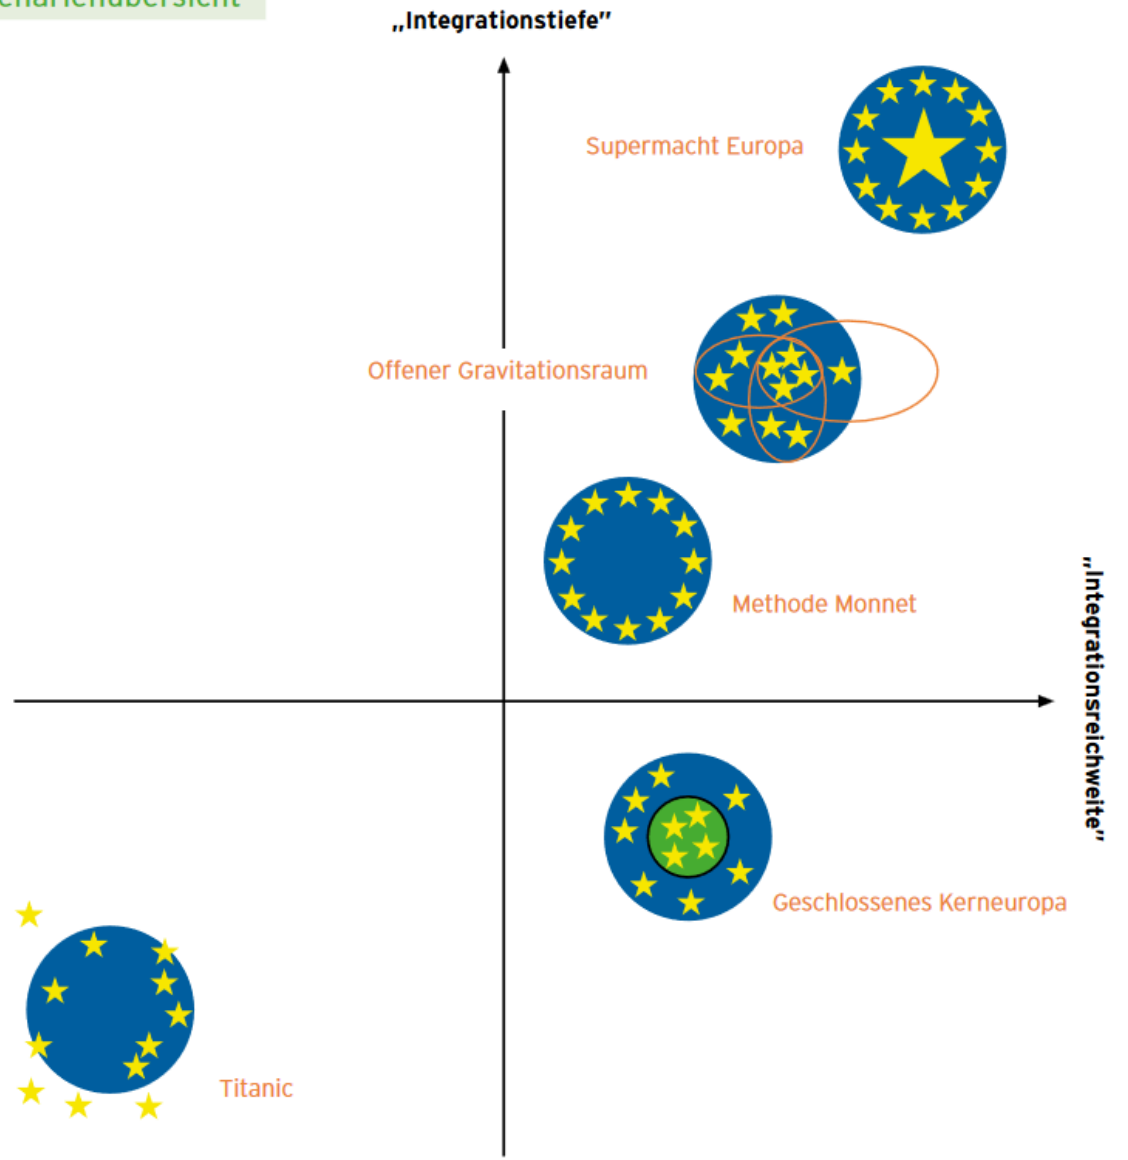 „Integrationstiefe”
Supermacht Europa
Offener Gravitationsraum
Methode Monnet
„Integrationsreichweite”
Geschlossenes Kerneuropa
Titanic